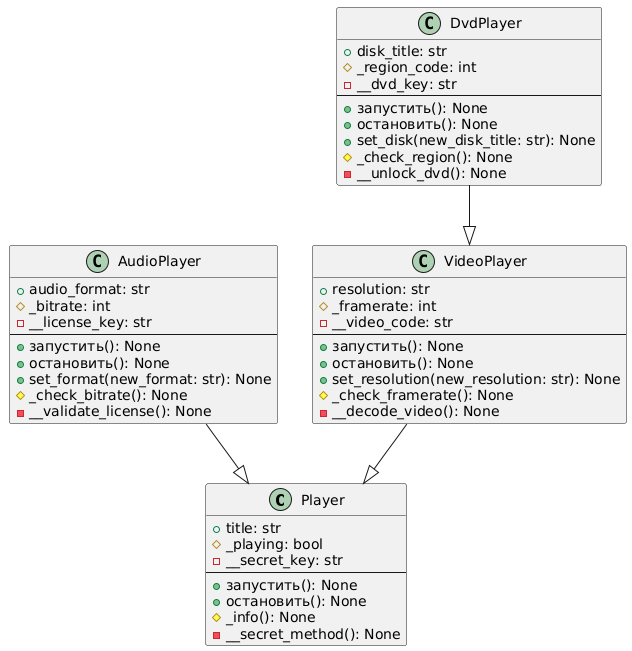 C DvdPlayer
disk_title: str
_region_code: int
__dvd_key: str
запустить(): None
остановить(): None
set_disk(new_disk_title: str): None
_check_region(): None
__unlock_dvd(): None
C AudioPlayer
audio_format: str
_bitrate: int
__license_key: str
запустить(): None
остановить(): None
set_format(new_format: str): None
_check_bitrate(): None
__validate_license(): None
C VideoPlayer
resolution: str
_framerate: int
__video_code: str
запустить(): None
остановить(): None
set_resolution(new_resolution: str): None
_check_framerate(): None
__decode_video(): None
C Player
title: str
_playing: bool
__secret_key: str
запустить(): None
остановить(): None
_info(): None
__secret_method(): None